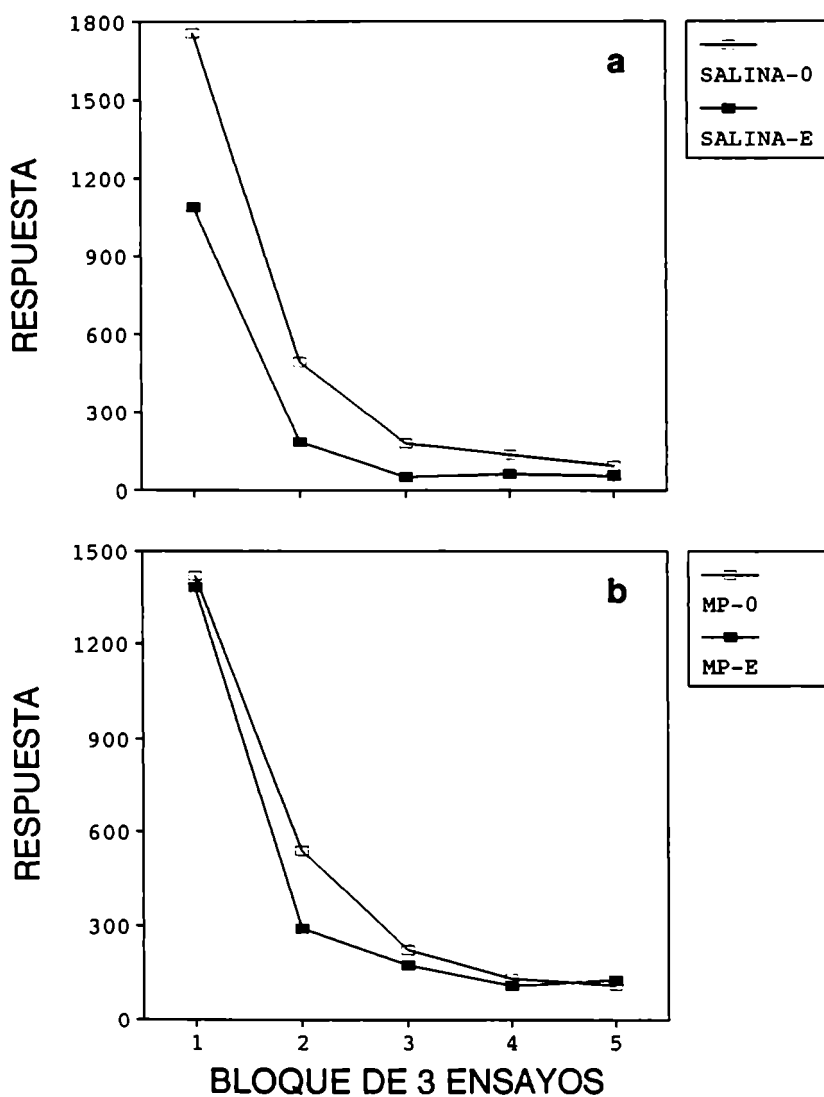 1800
1500
1200
900
600
300
0
RESPUESTA
a
SALINA-0
SALINA-E
1500
1200
900
600
300
0
RESPUESTA
b
MP-0
MP-E
1 2 3 4 5
BLOQUE DE 3 ENSAYOS